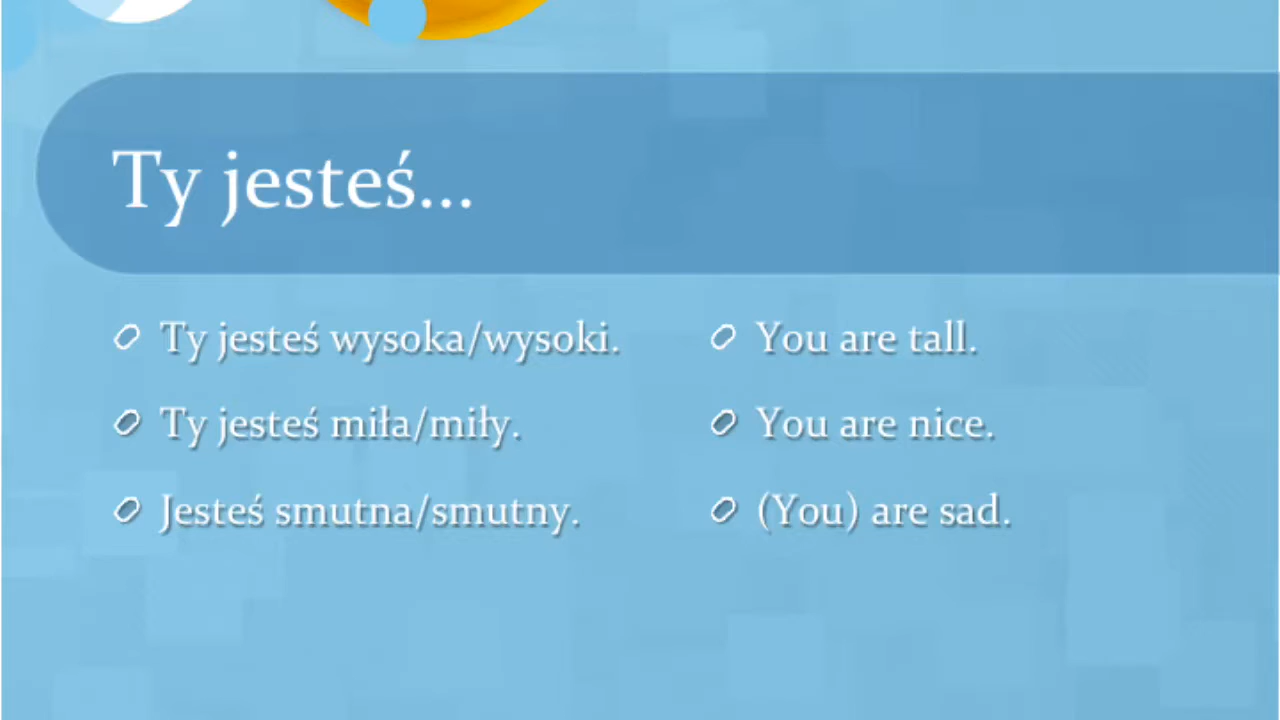 Ty jesteś...
Ty jesteś wysoka/wysoki.
Ty jesteś miła/miły.
Jesteś smutna/smutny.
You are tall.
You are nice.
(You) are sad.